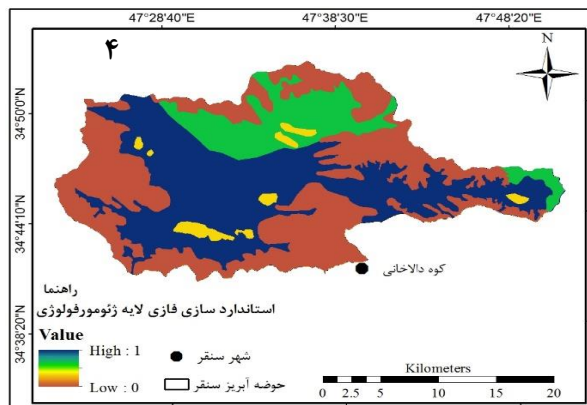 47°28'40"E 47°38'30"E 47°48'20"E
۴
N
34°50'0"N
34°44'10"N
34°38'20"N
کوه دالاخانی
راهنما
استاندارد سازی فازی لایه ژئومورفولوژی
Value
High : 1
Low : 0
شهر سنقر
حوضه آبریز سنقر
Kilometers
0 2.5 5 10 15 20